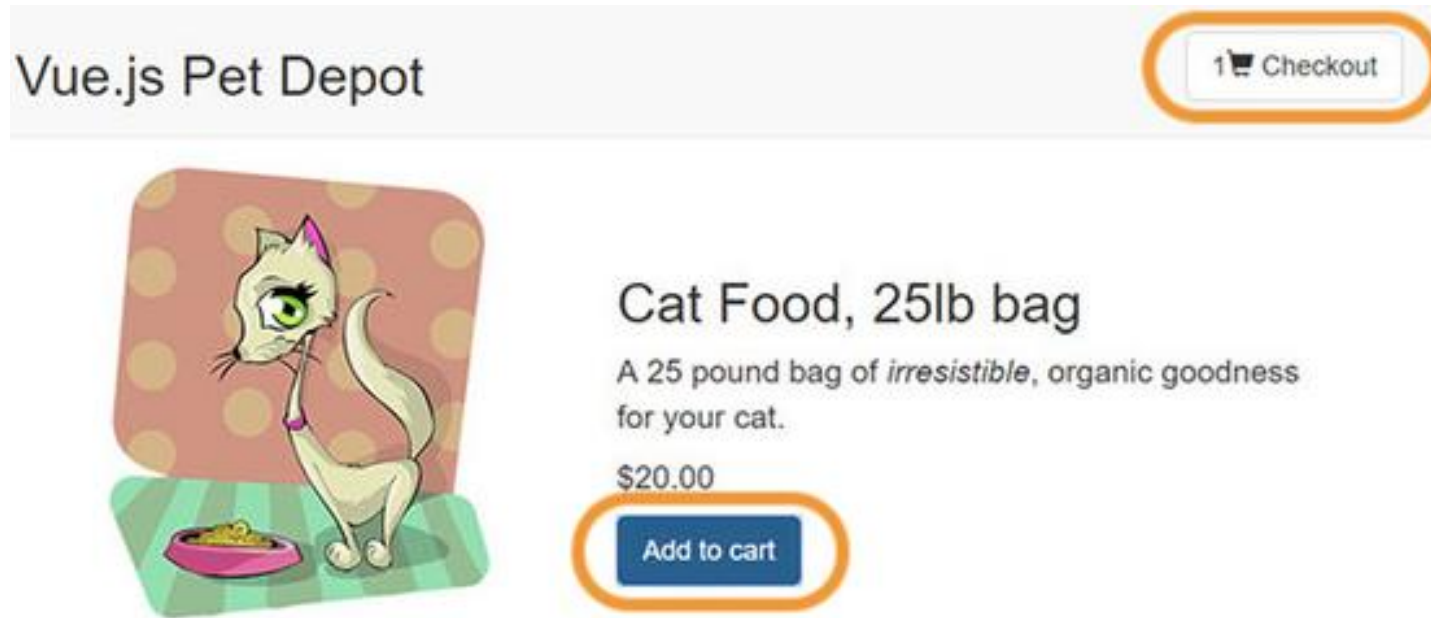 Vue.js Pet Depot
1 Checkout
Cat Food, 25lb bag
A 25 pound bag of irresistible, organic goodness
for your cat.
$20.00
Add to cart